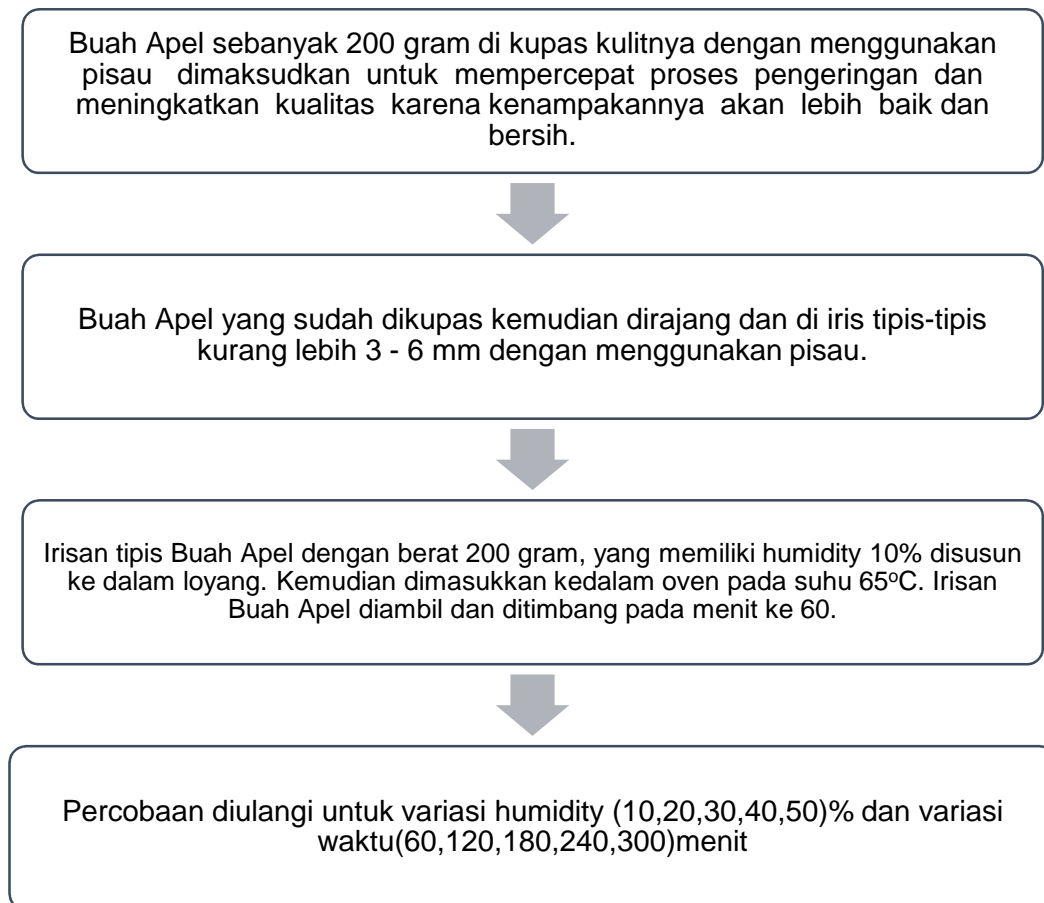 Buah Apel sebanyak 200 gram di kupas kulitnya dengan menggunakan
pisau dimaksudkan untuk mempercepat proses pengeringan dan
meningkatkan kualitas karena kenampakannya akan lebih baik dan
bersih.
Buah Apel yang sudah dikupas kemudian dirajang dan di iris tipis-tipis
kurang lebih 3 - 6 mm dengan menggunakan pisau.
Irisan tipis Buah Apel dengan berat 200 gram, yang memiliki humidity 10% disusun
ke dalam loyang. Kemudian dimasukkan kedalam oven pada suhu 65°C. Irisan
Buah Apel diambil dan ditimbang pada menit ke 60.
Percobaan diulangi untuk variasi humidity (10,20,30,40,50)% dan variasi
waktu(60,120,180,240,300)menit